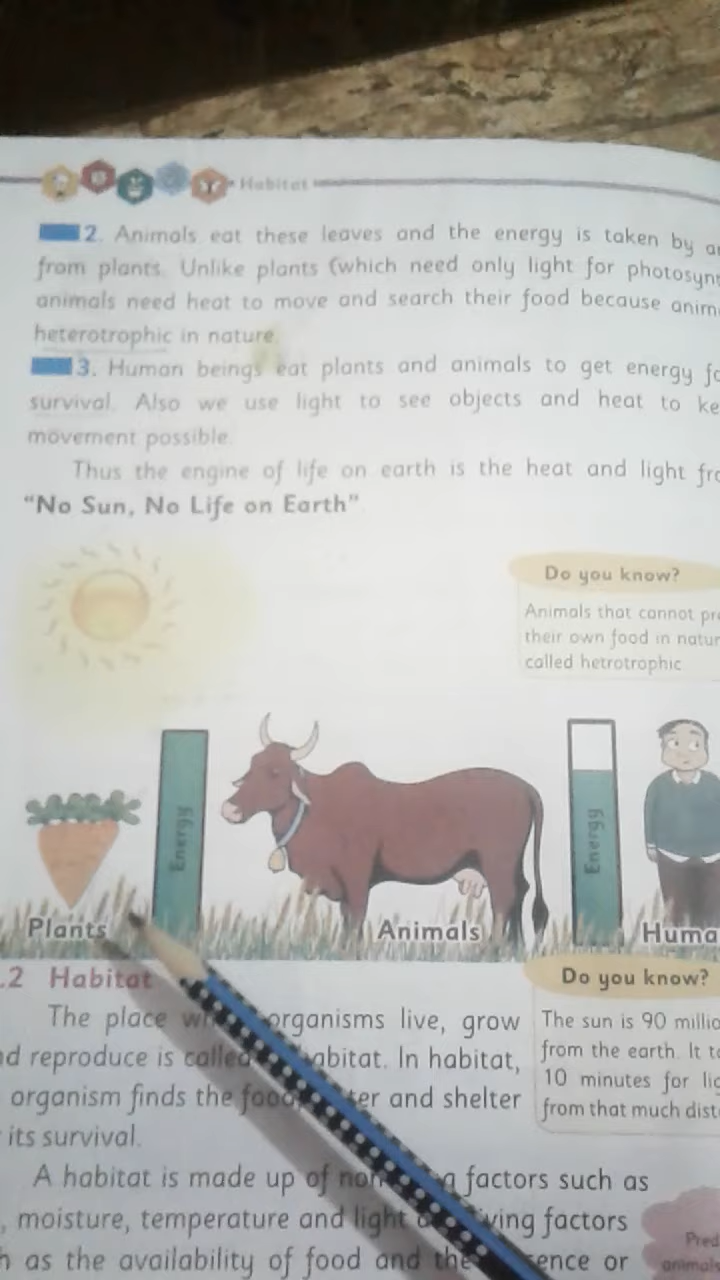 Habitat
2. Animals eat these leaves and the energy is taken by
from plants. Unlike plants (which need only light for
animals need heat to move and search their food because
heterotrophic in nature.
3. Human beings eat plants and animals to get energy
survival. Also we use light to see objects and heat to
movement possible.
Thus the engine of life on earth is the heat and light
“No Sun, No Life on Earth”
Do you know?
Animals that cannot
their own food in
called hetrotrophic
Energy
Energy
Plants
Animals
.2 Habitat
The place organisms live, grow
reproduce is called In habitat,
organism finds the and shelter
its survival.
A habitat is made up of factors such as
, moisture, temperature and light factors
as the availability of food and or
Do you know?
The sun is 90
from the earth. It
10 minutes for
from that much